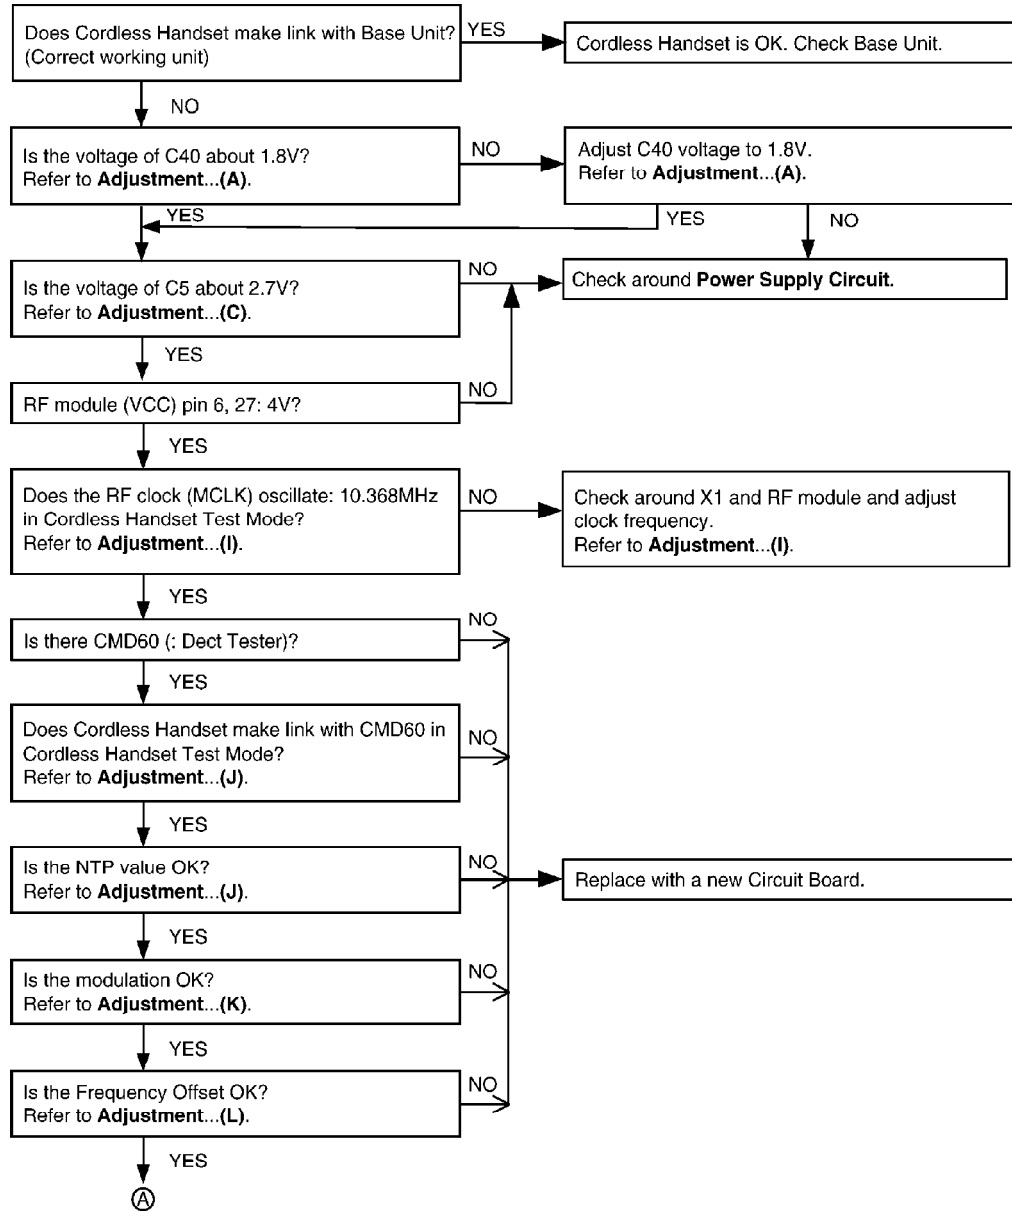 Does Cordless Handset make link with Base Unit?
(Correct working unit)
YES
Cordless Handset is OK. Check Base Unit.
NO
Is the voltage of C40 about 1.8V?
Refer to Adjustment...(A).
NO
Adjust C40 voltage to 1.8V.
Refer to Adjustment...(A).
YES
YES
NO
Is the voltage of C5 about 2.7V?
Refer to Adjustment...(C).
NO
Check around Power Supply Circuit.
YES
RF module (VCC) pin 6, 27: 4V?
NO
YES
Does the RF clock (MCLK) oscillate: 10.368MHz
in Cordless Handset Test Mode?
Refer to Adjustment...(I).
NO
Check around X1 and RF module and adjust
clock frequency.
Refer to Adjustment...(I).
YES
Is there CMD60 (: Dect Tester)?
NO
YES
Does Cordless Handset make link with CMD60 in
Cordless Handset Test Mode?
Refer to Adjustment...(J).
NO
YES
Is the NTP value OK?
Refer to Adjustment...(J).
NO
Replace with a new Circuit Board.
YES
Is the modulation OK?
Refer to Adjustment...(K).
NO
YES
Is the Frequency Offset OK?
Refer to Adjustment...(L).
NO
YES
A